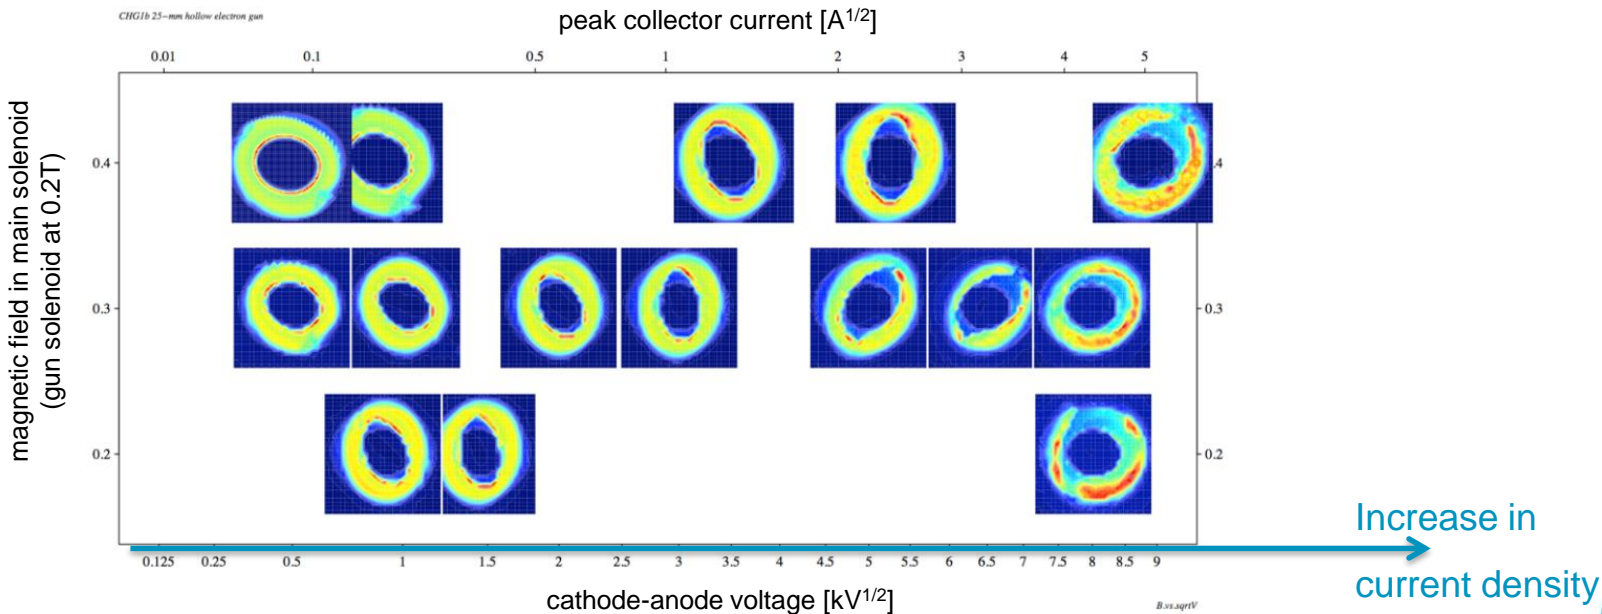 CHG1b 25-mm hollow electron gun
peak collector current [A1/2]
0.01 0.1 0.5 1 2 3 4 5
magnetic field in main solenoid
(gun solenoid at 0.2T)
0.4 .4
0.3 0.3
0.2 0.2
Increase in
current density
0.125 0.25 0.5 1 1.5 2 2.5 3 3.5 4 4.5 5 5.5 6 6.5 7 7.5 8 8.5 9
cathode-anode voltage [kV1/2]
B.vs.sqrtV